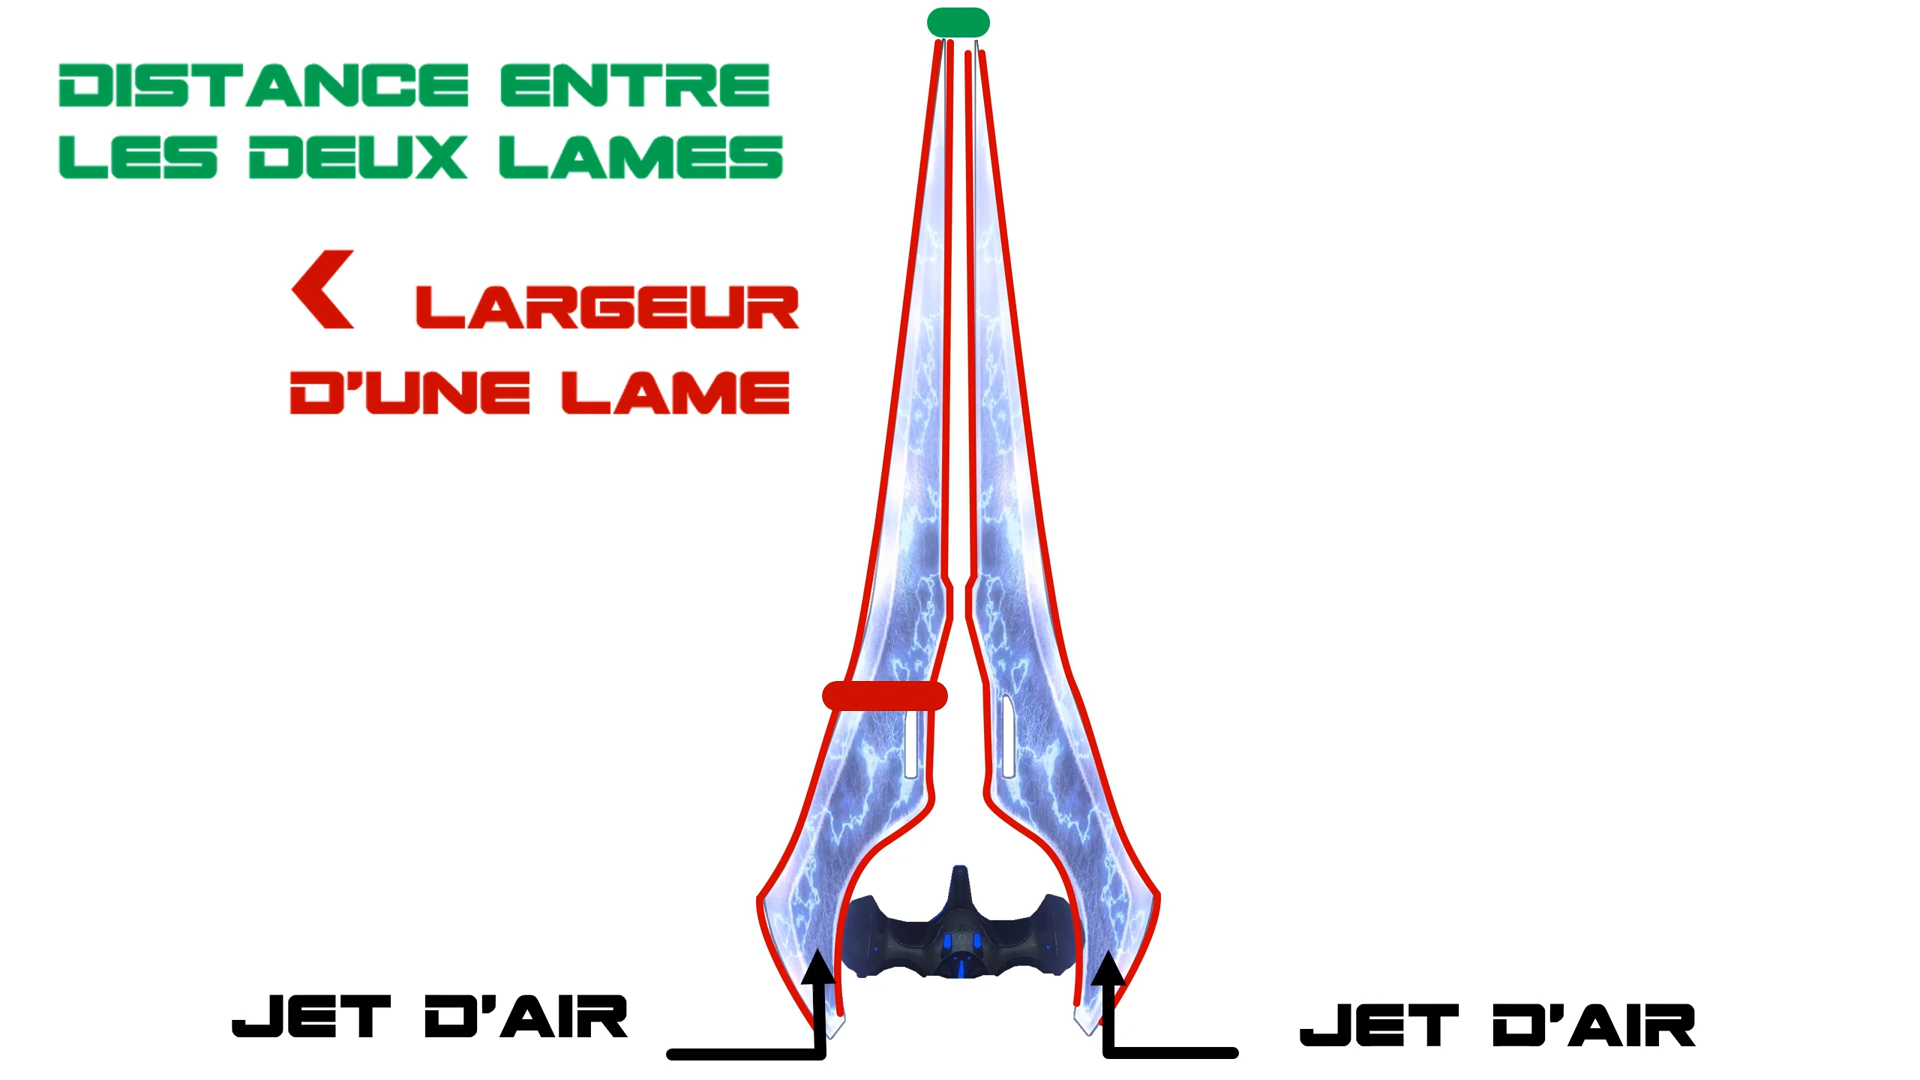 DISTANCE ENTRE
LES DEUX LAMES
< LARGEUR
D'UNE LAME
JET D'AIR
JET D'AIR